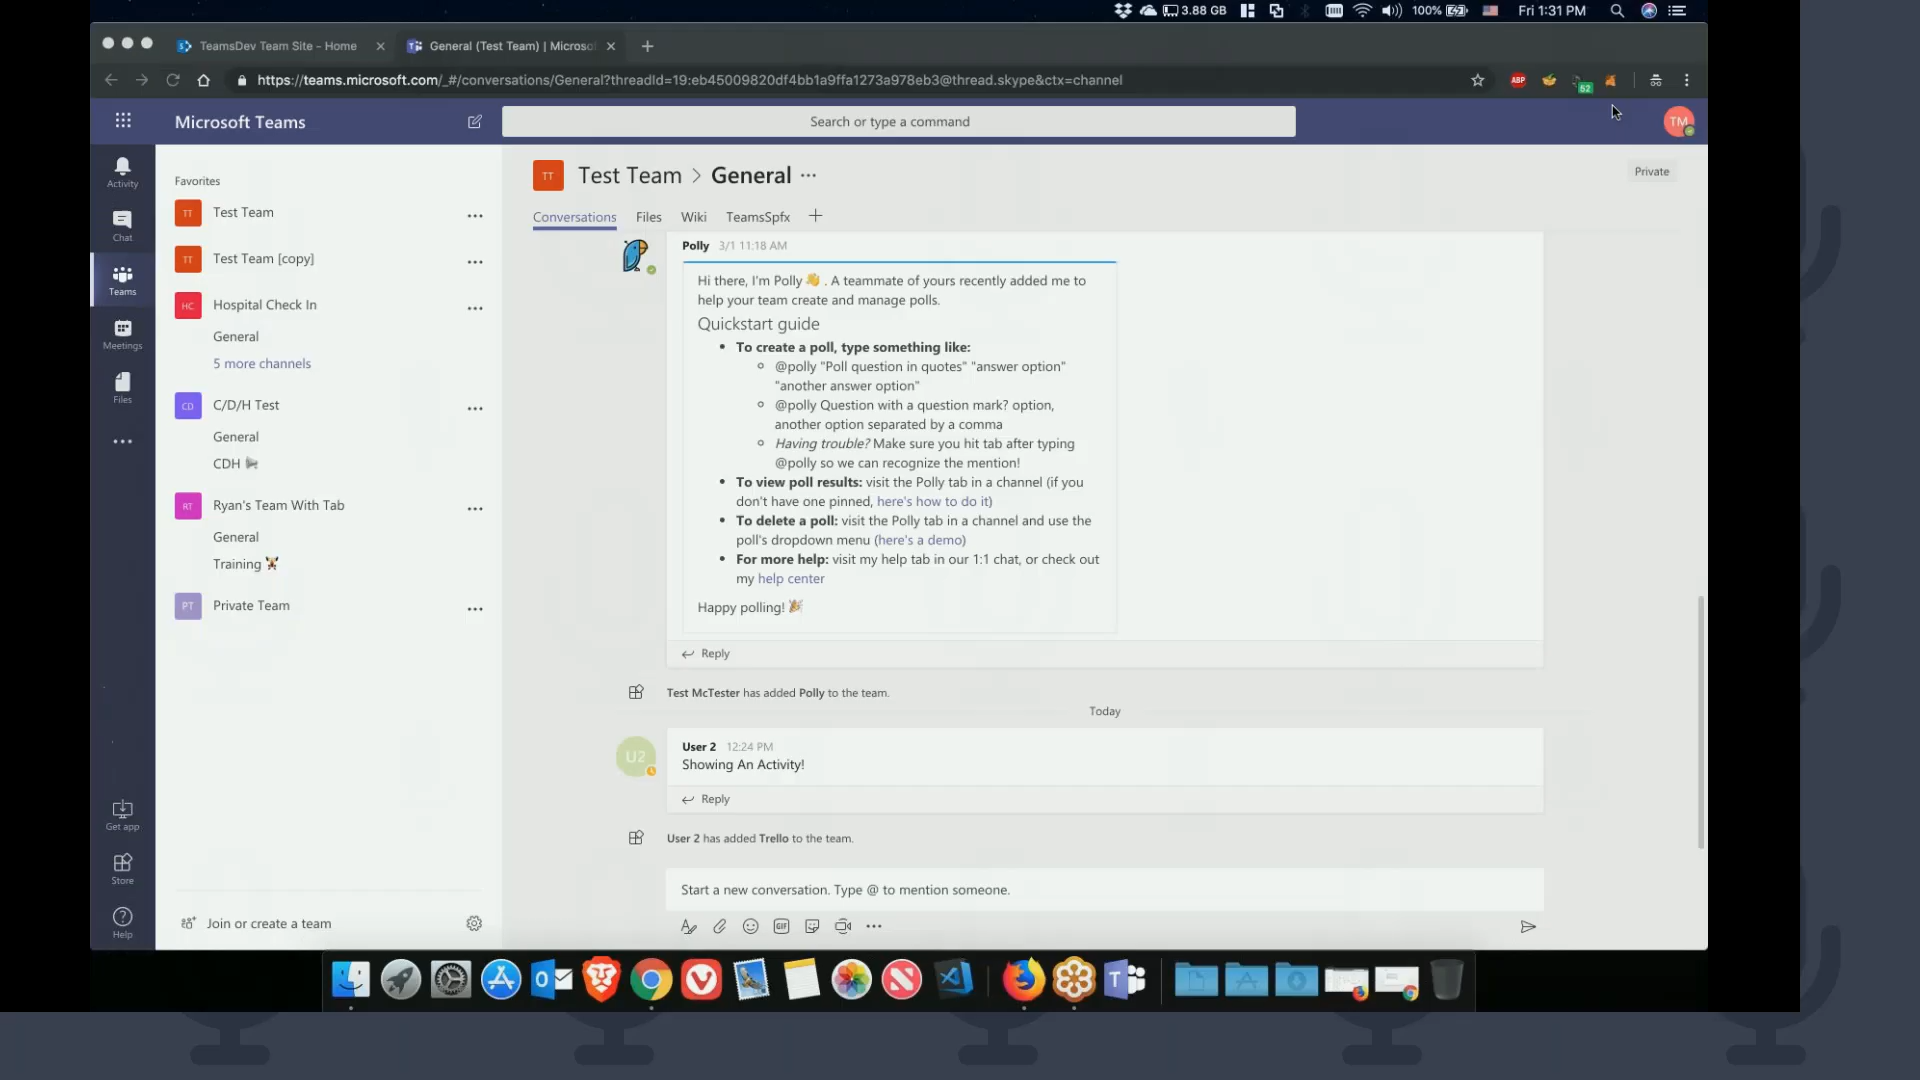 3.88 GB
100%
Fri 1:31 PM
TeamsDev Team Site - Home
General (Test Team) | Microso
https://teams.microsoft.com/_#/conversations/General?threadId=19:eb45009820df4bb1a9ffa1273a978eb3@thread.skype&ctx=channel
ABP
52
Microsoft Teams
Search or type a command
TM
Activity
Chat
Teams
Meetings
Files
Get app
Store
Help
Favorites
TT Test Team
TT Test Team [copy]
HC Hospital Check In
General
5 more channels
CD C/D/H Test
General
CDH
RT Ryan's Team With Tab
General
Training
PT Private Team
Join or create a team
TT Test Team > General ...
Private
Conversations Files Wiki TeamsSpfx +
Polly 3/1 11:18 AM
Hi there, I'm Polly 👋 . A teammate of yours recently added me to
help your team create and manage polls.
Quickstart guide
• To create a poll, type something like:
@polly "Poll question in quotes" "answer option"
"another answer option"
@polly Question with a question mark? option,
another option separated by a comma
Having trouble? Make sure you hit tab after typing
@polly so we can recognize the mention!
• To view poll results: visit the Polly tab in a channel (if you
don't have one pinned, here's how to do it)
• To delete a poll: visit the Polly tab in a channel and use the
poll's dropdown menu (here's a demo)
• For more help: visit my help tab in our 1:1 chat, or check out
my help center
Happy polling! 🎉
Reply
Test McTester has added Polly to the team.
Today
U2
User 2 12:24 PM
Showing An Activity!
Reply
User 2 has added Trello to the team.
Start a new conversation. Type @ to mention someone.
GIF